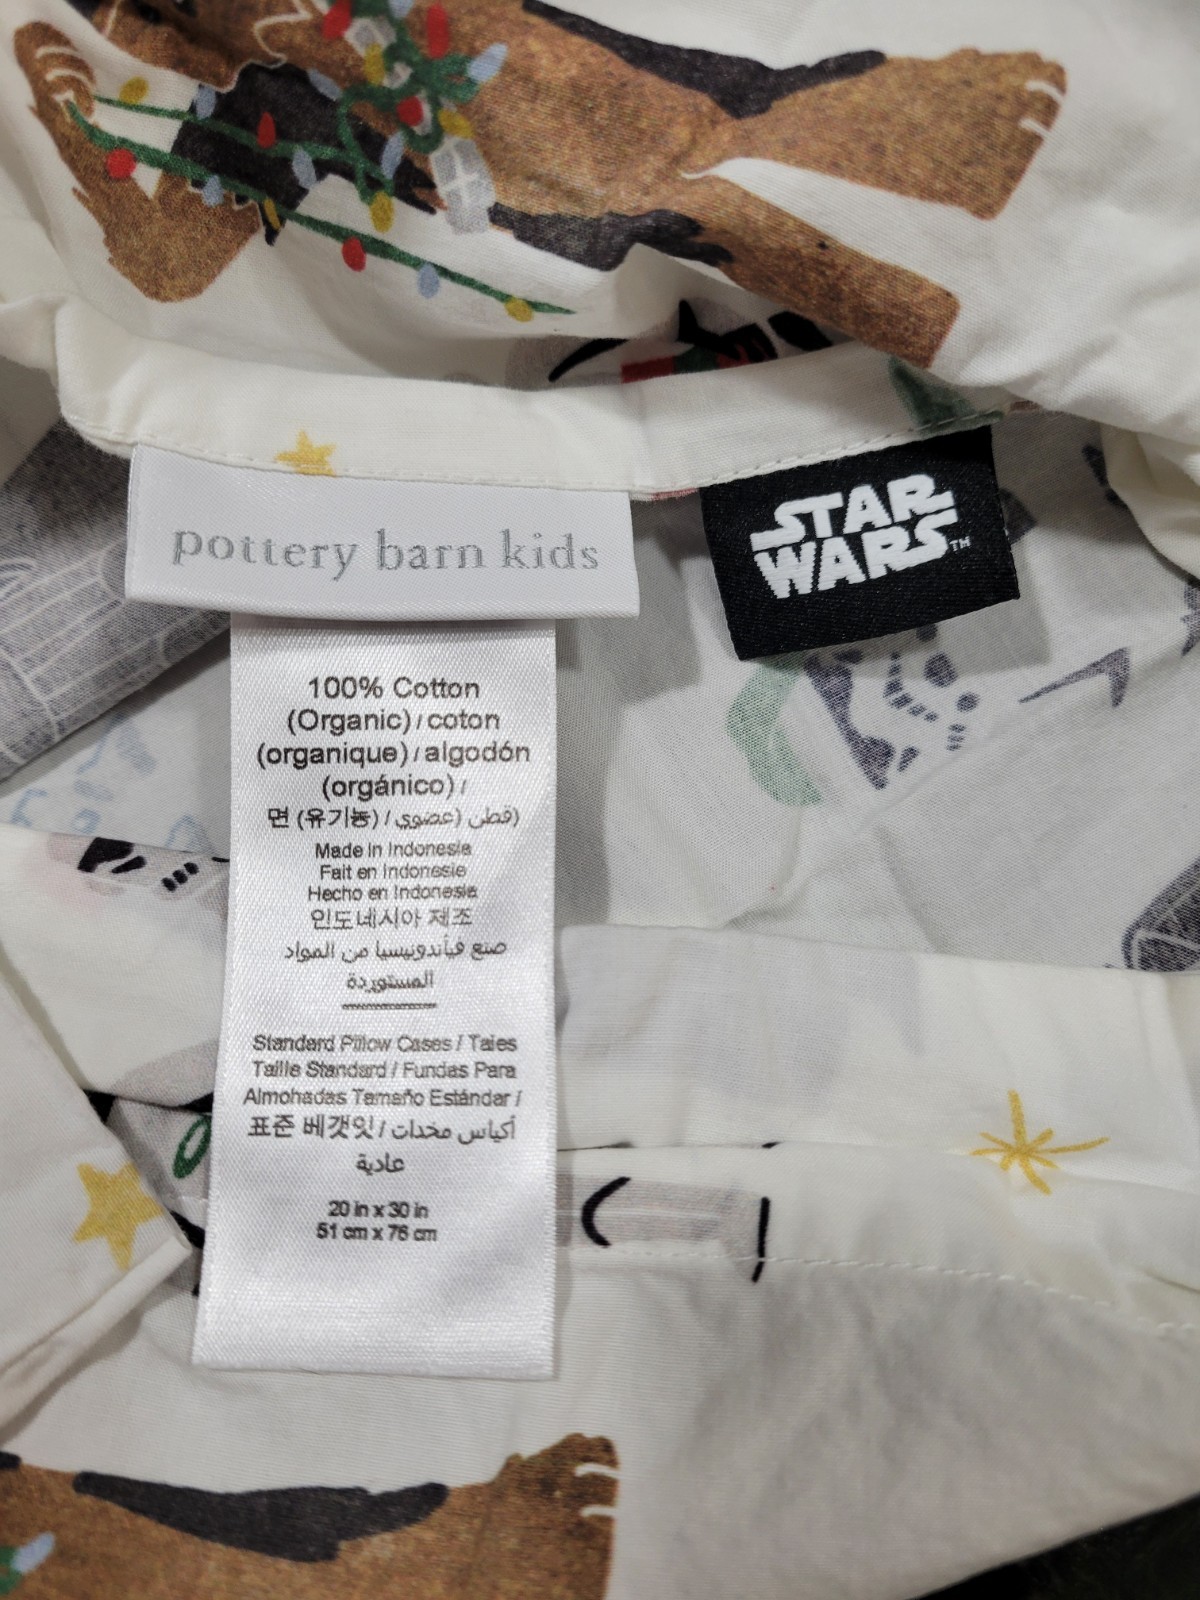 pottery barn kids
STAR
WARS™
100% Cotton
(Organic) / coton
(organique) / algodón
(orgánico) /
면 (유기농) / قطن (عضوي)
Made in Indonesia
Fait en Indonesie
Hecho en Indonesia
인도네시아 제조
صنع فيأندونيسيا من المواد
المستوردة
Standard Pillow Cases / Taies
Taille Standard / Fundas Para
Almohadas Tamaño Estándar /
표준 베갯잇 / أكياس مخدات
عادية
20 in x 30 in
51 cm x 76 cm